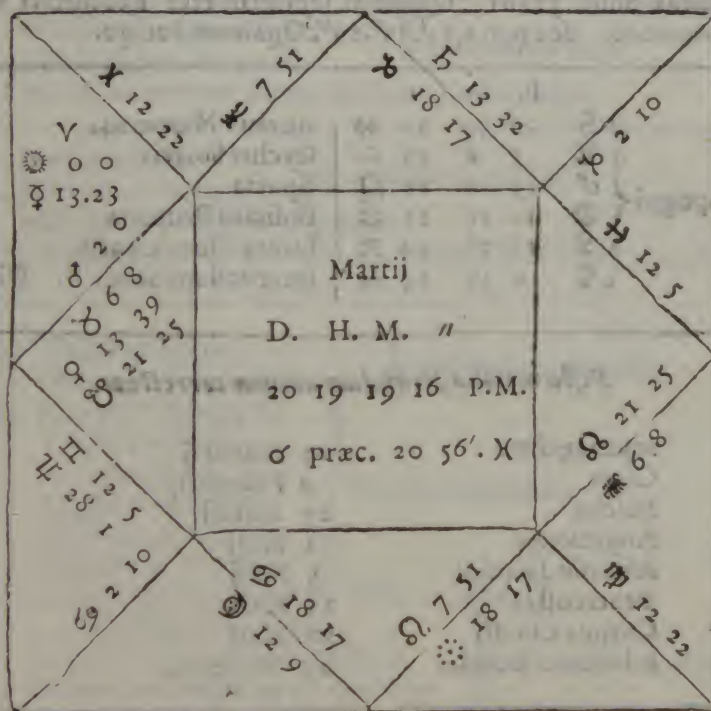 ♓ 12 22
♒ 7 51
♄ 13 32
♑ 18 17
2 10
12 5
♈
☉ 0 0
☿ 13.23
2 0
♉ 6 8
♂ 13 39
☋ 21 25
Martij
D. H. M. "
20 19 19 16 P.M.
☌ præc. 20 56'. ♓
☊ 21 25
♏ 6 8
♊ 12 5
♃ 28 1
♋ 2 10
♋ 18 17
12 9
♌ 7 51
18 17
♍ 12 22